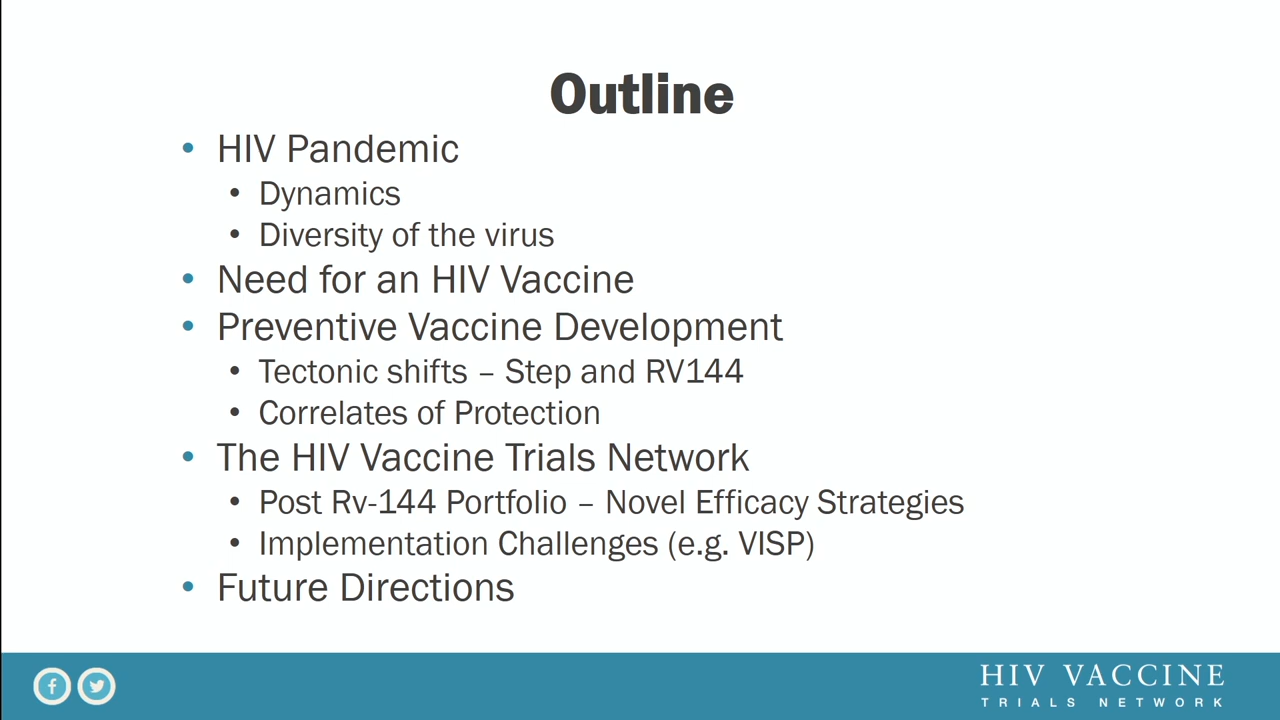 Outline
• HIV Pandemic
• Dynamics
• Diversity of the virus
• Need for an HIV Vaccine
• Preventive Vaccine Development
• Tectonic shifts – Step and RV144
• Correlates of Protection
• The HIV Vaccine Trials Network
• Post Rv-144 Portfolio – Novel Efficacy Strategies
• Implementation Challenges (e.g. VISP)
• Future Directions
HIV VACCINE
TRIALS NETWORK